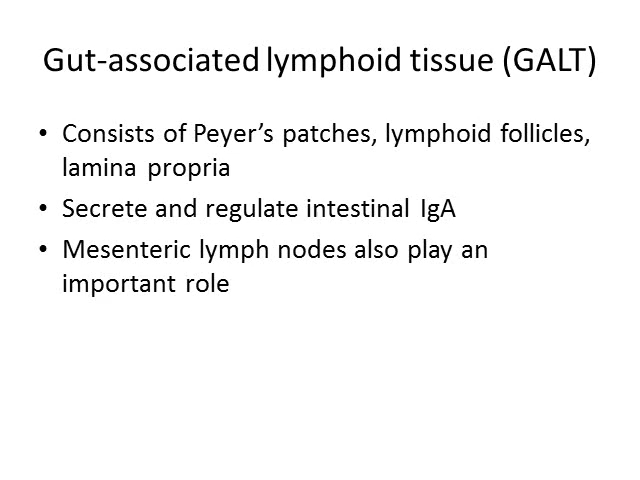 Gut-associated lymphoid tissue (GALT)
• Consists of Peyer’s patches, lymphoid follicles,
lamina propria
• Secrete and regulate intestinal IgA
• Mesenteric lymph nodes also play an
important role